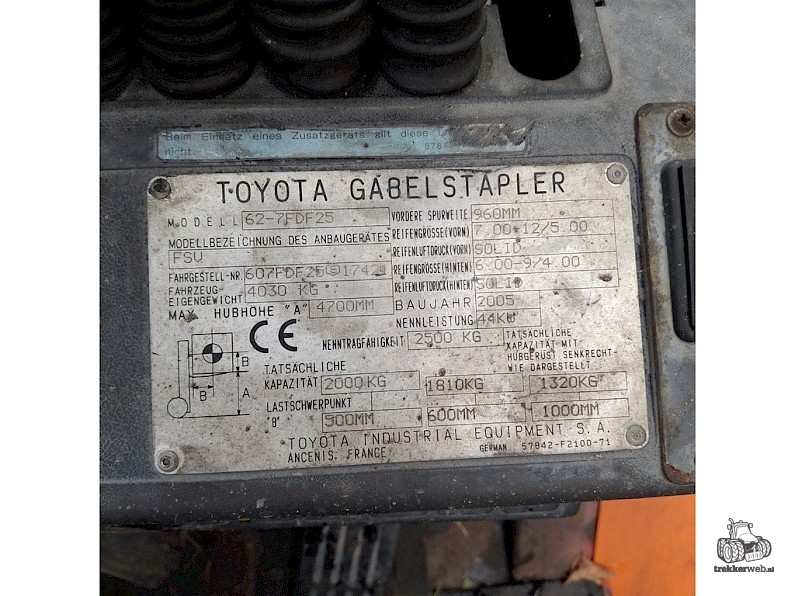 Beim Einsatz eines Zusatzgeräts gilt diese
nicht. 578
TOYOTA GABELSTAPLER
MODELL 62-7FDF25 VORDERE SPURWEITE 960MM
MODELLBEZEICHNUNG DES ANBAUGERÄTES REIFENGRÖSSE(VORN) 7.00-12/5.00
FSV REIFENLUFTDRUCK(VORN) SOLID
FAHRGESTELL-NR. REIFENGRÖSSE(HINTEN) 6.00-9/4.00
FAHRZEUG-EIGENGEWICHT 4030 KG REIFENLUFTDRUCK(HINTEN) SOLID
MAX. HUBHÖHE "A" 4700MM BAUJAHR 2005
NENNLEISTUNG 44KW
CE NENNTRAGFÄHIGKEIT 2500 KG
TATSÄCHLICHE
KAPAZITÄT MIT
HUBGERÜST SENKRECHT-
WIE DARGESTELLT
B
B
A
TATSÄCHLICHE
KAPAZITÄT 2000KG 1810KG 1320KG
LASTSCHWERPUNKT
"B" 600MM 1000MM
TOYOTA INDUSTRIAL EQUIPMENT S.A.
ANCENIS, FRANCE GERMAN 57842-F2100-71
trekkerweb.nl